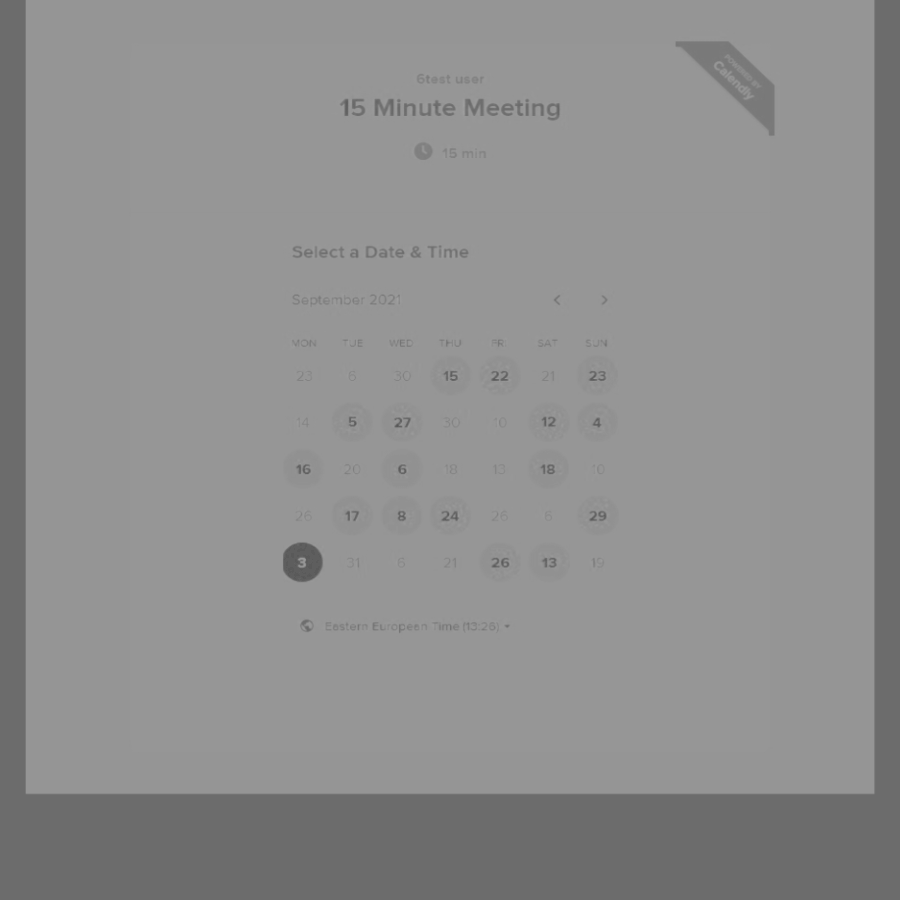 POWERED BY
Calendly
6test user
15 Minute Meeting
15 min
Select a Date & Time
September 2021
MON TUE WED THU FRI SAT SUN
23 6 30 15 22 21 23
14 5 27 30 10 12 4
16 20 6 18 13 18 10
26 17 8 24 26 6 29
3 31 6 21 26 13 19
Eastern European Time (13:26)